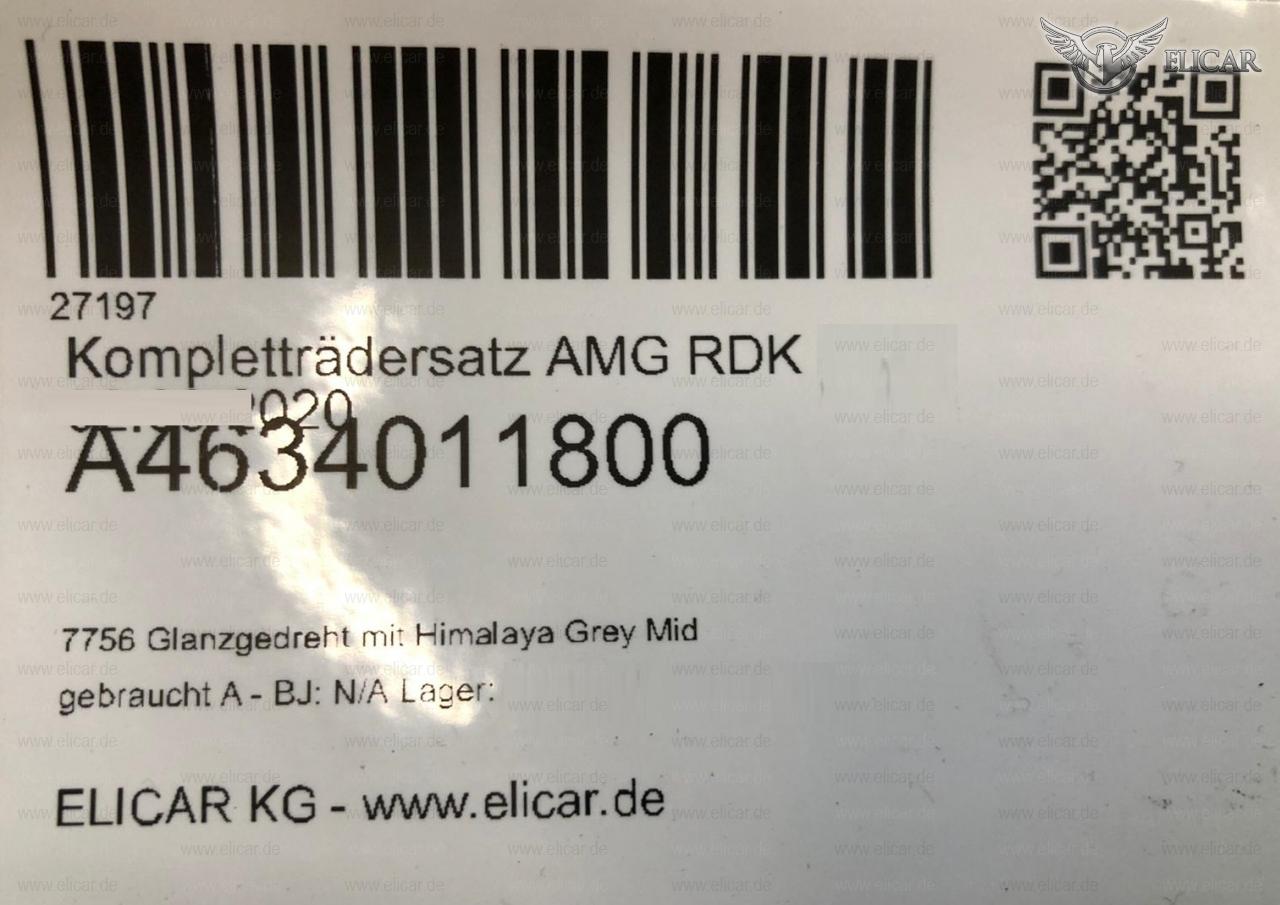 ELICAR
27197
Kompletträdersatz AMG RDK
2020
A4634011800
7756 Glanzgedreht mit Himalaya Grey Mid
gebraucht A - BJ: N/A Lager:
ELICAR KG - www.elicar.de